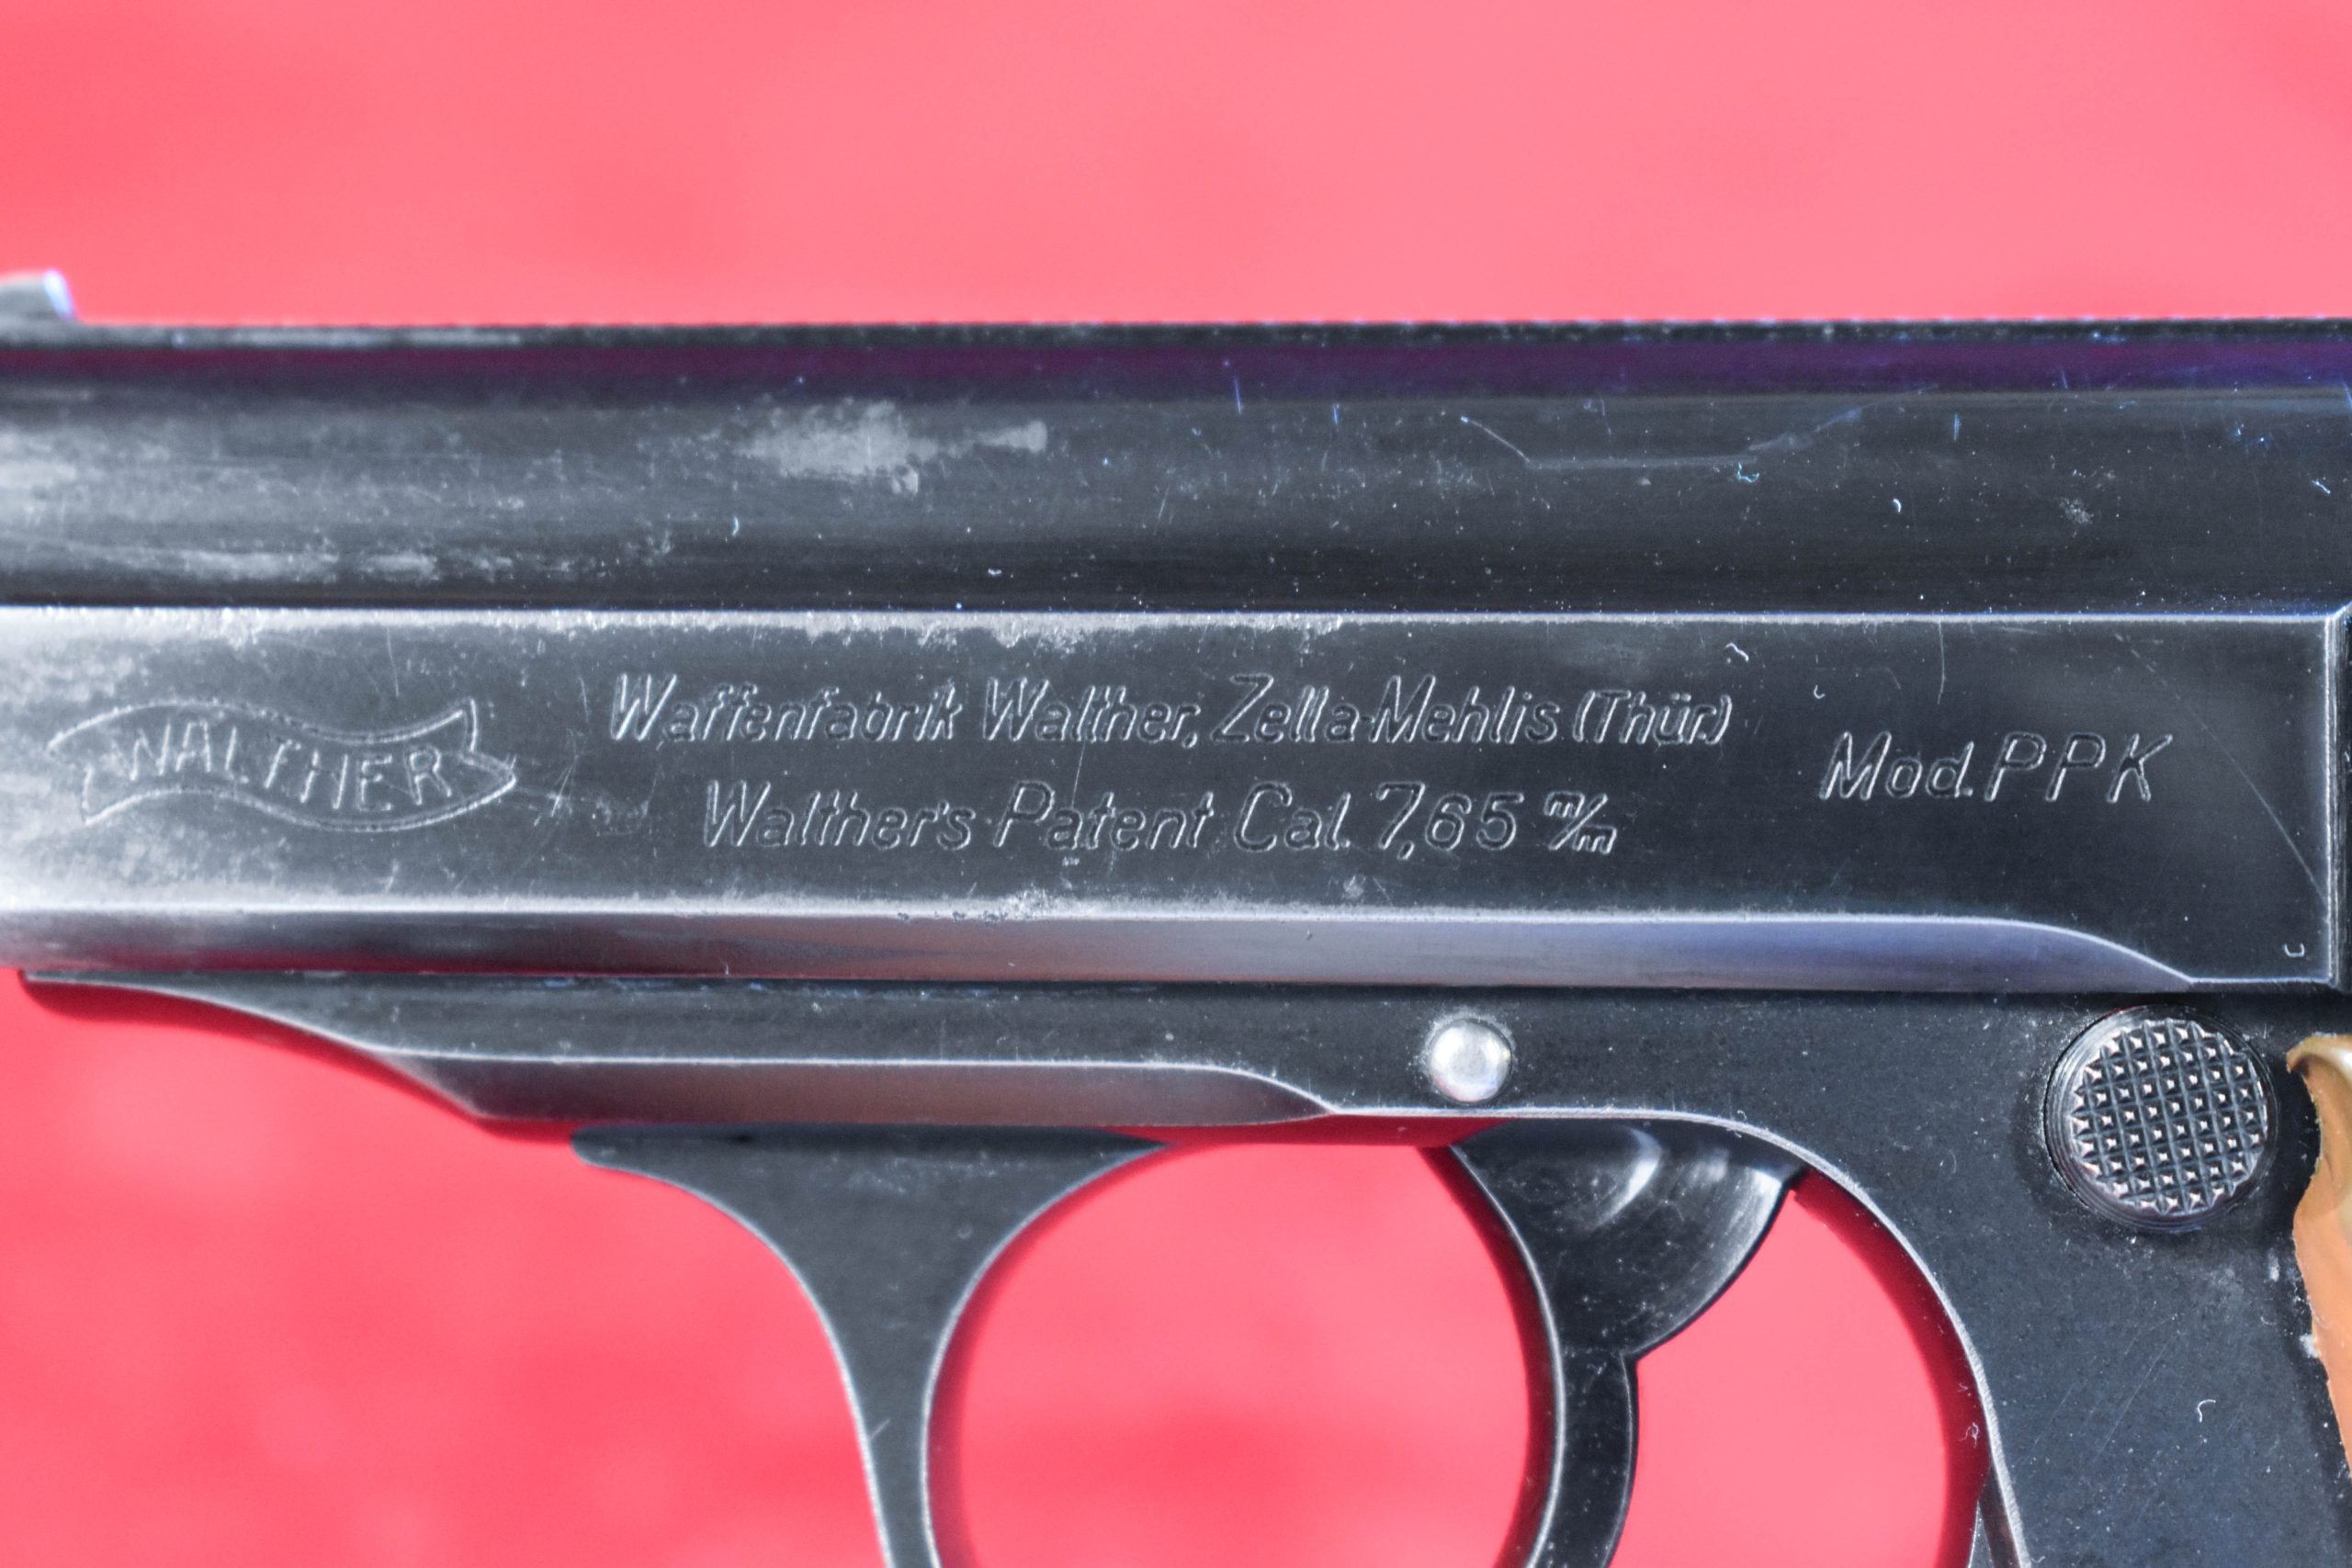 WALTHER
Waffenfabrik Walther, Zella-Mehlis (Thür.)
Walther's Patent Cal. 7,65 m/m
Mod. PPK